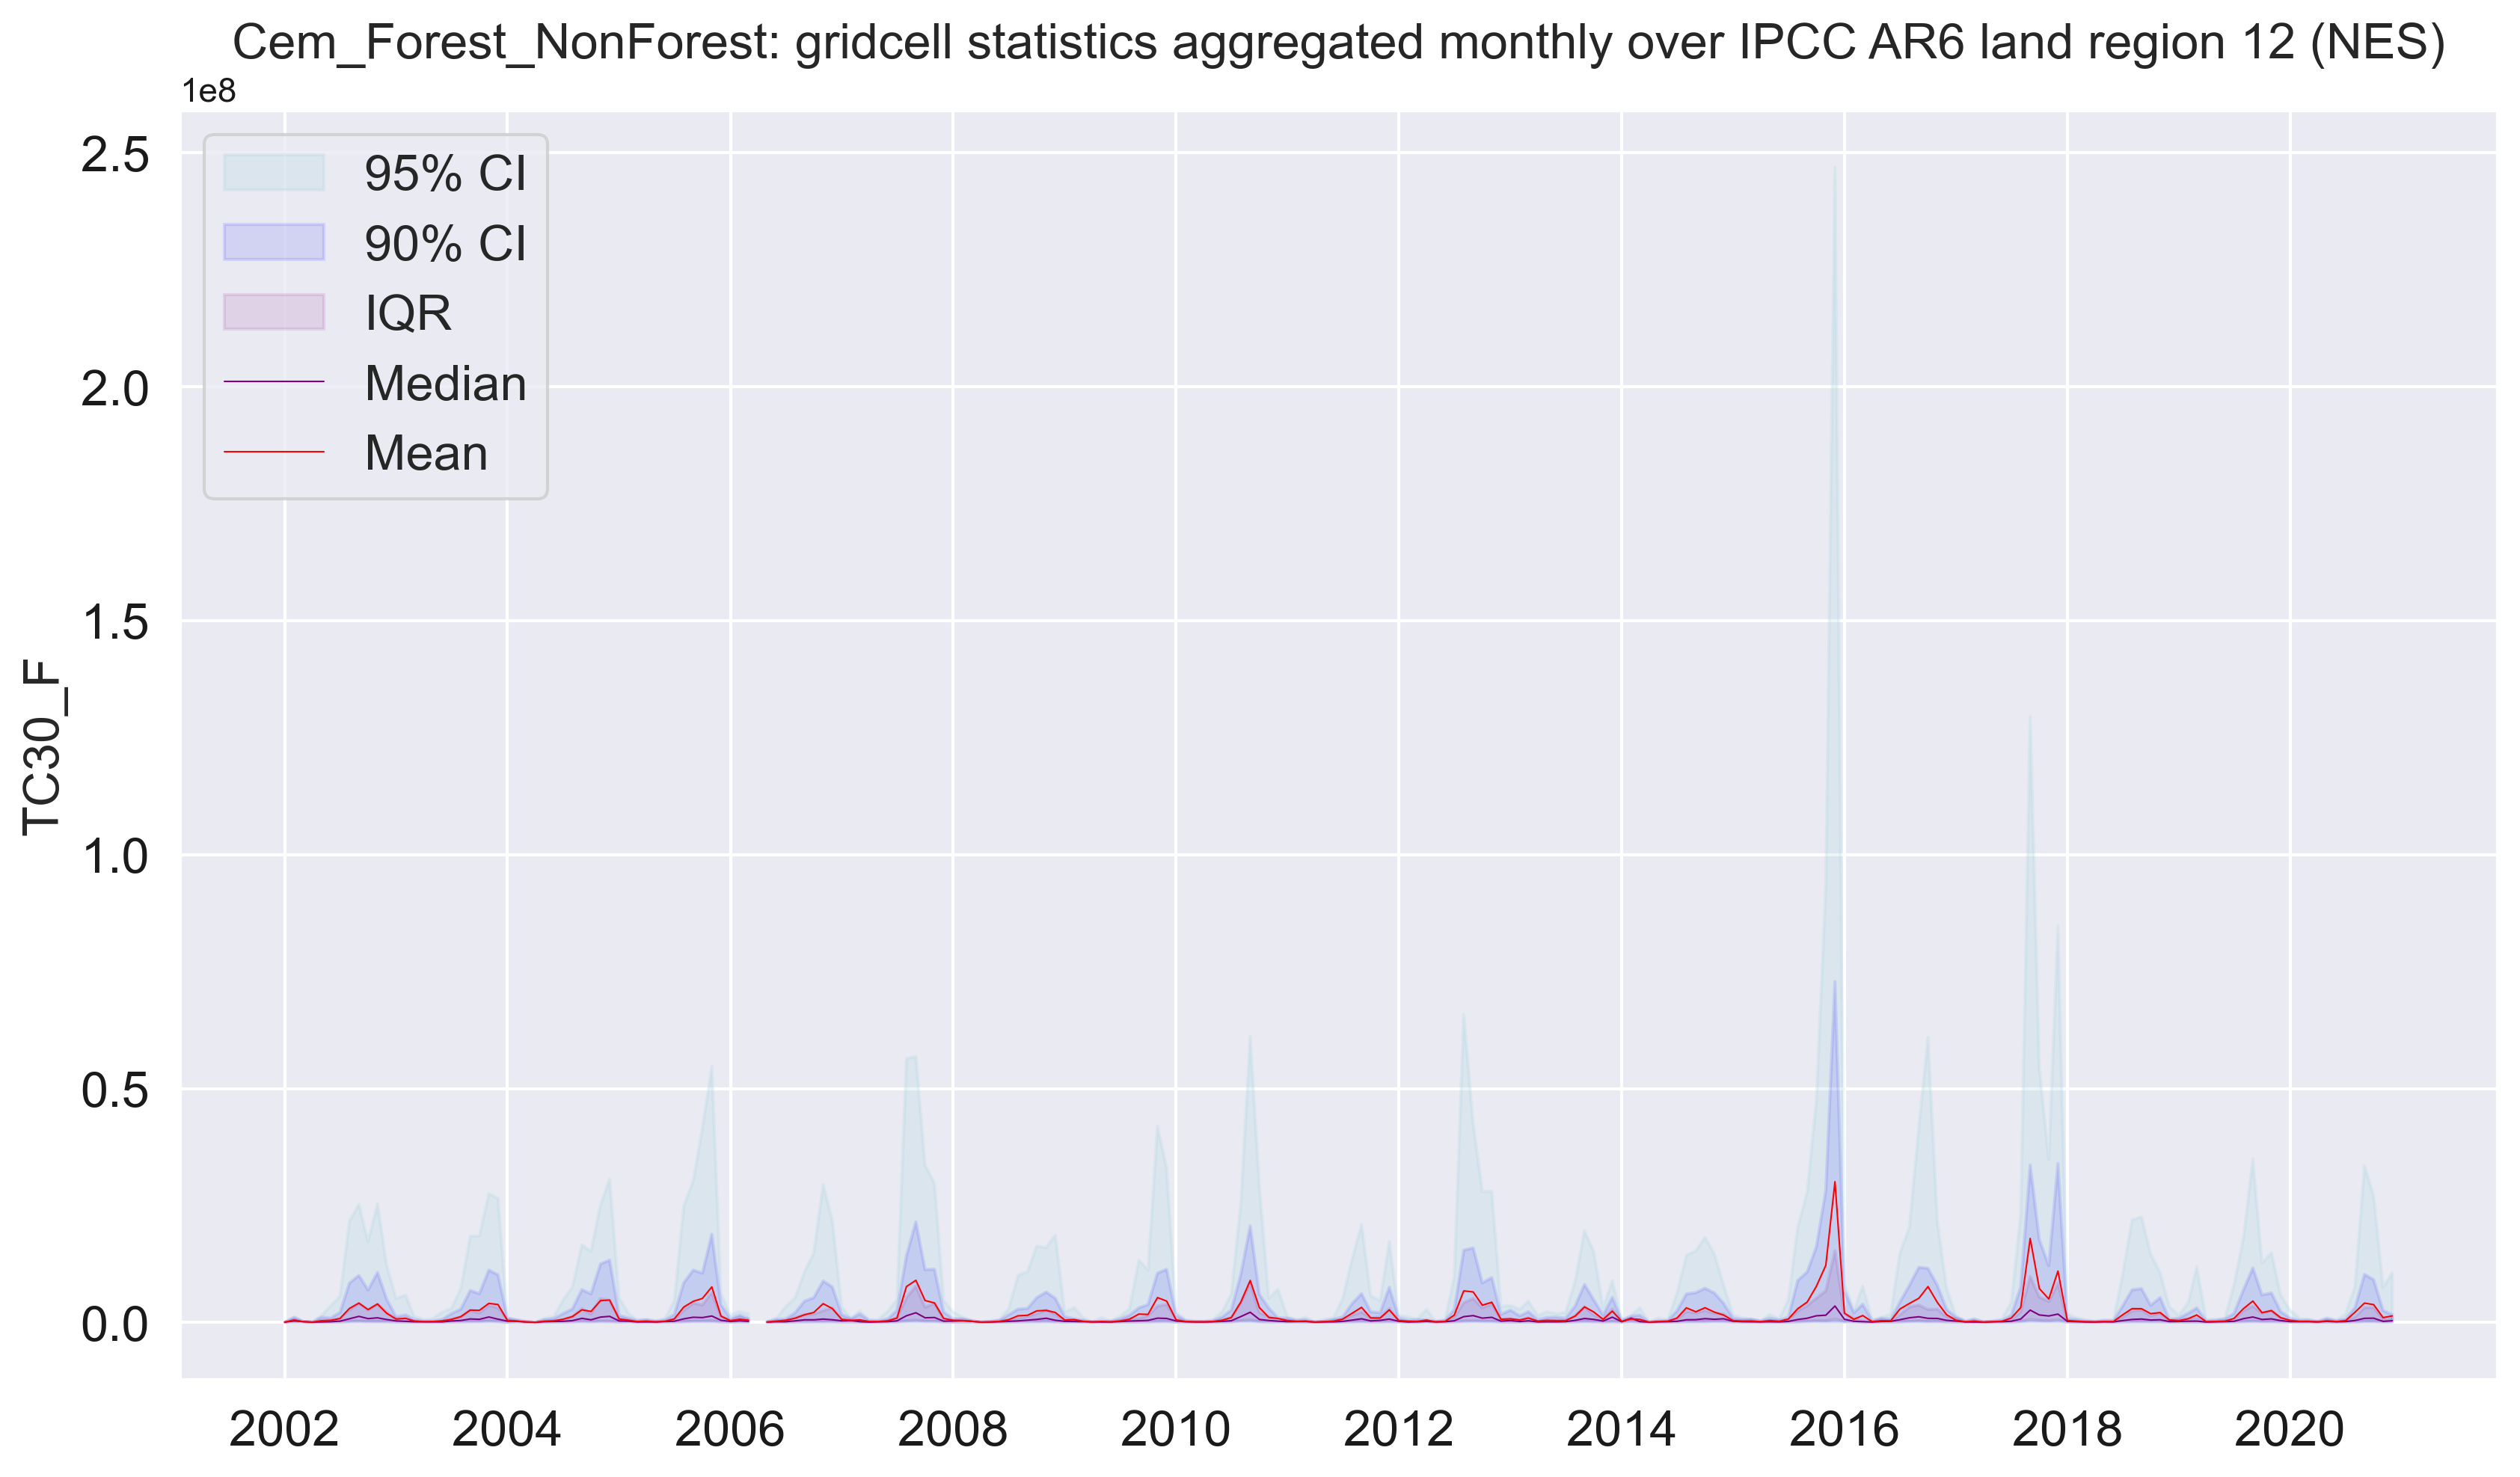 Cem_Forest_NonForest: gridcell statistics aggregated monthly over IPCC AR6 land region 12 (NES)
1e8
2.5
2.0
1.5
1.0
0.5
0.0
TC30_F
95% CI
90% CI
IQR
Median
Mean
2002 2004 2006 2008 2010 2012 2014 2016 2018 2020